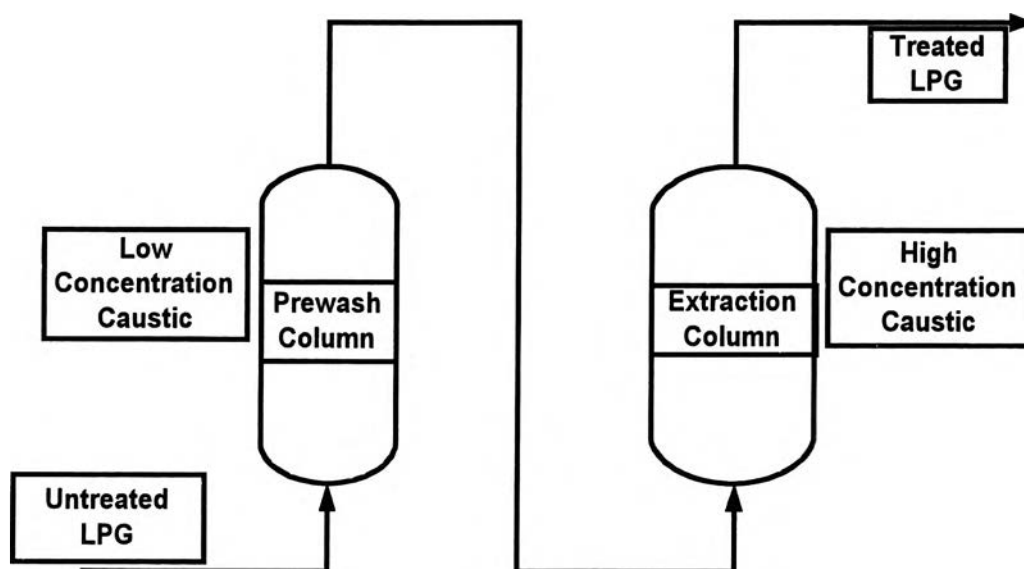 Treated
LPG
Low
Concentration
Caustic
Prewash
Column
Extraction
Column
High
Concentration
Caustic
Untreated
LPG